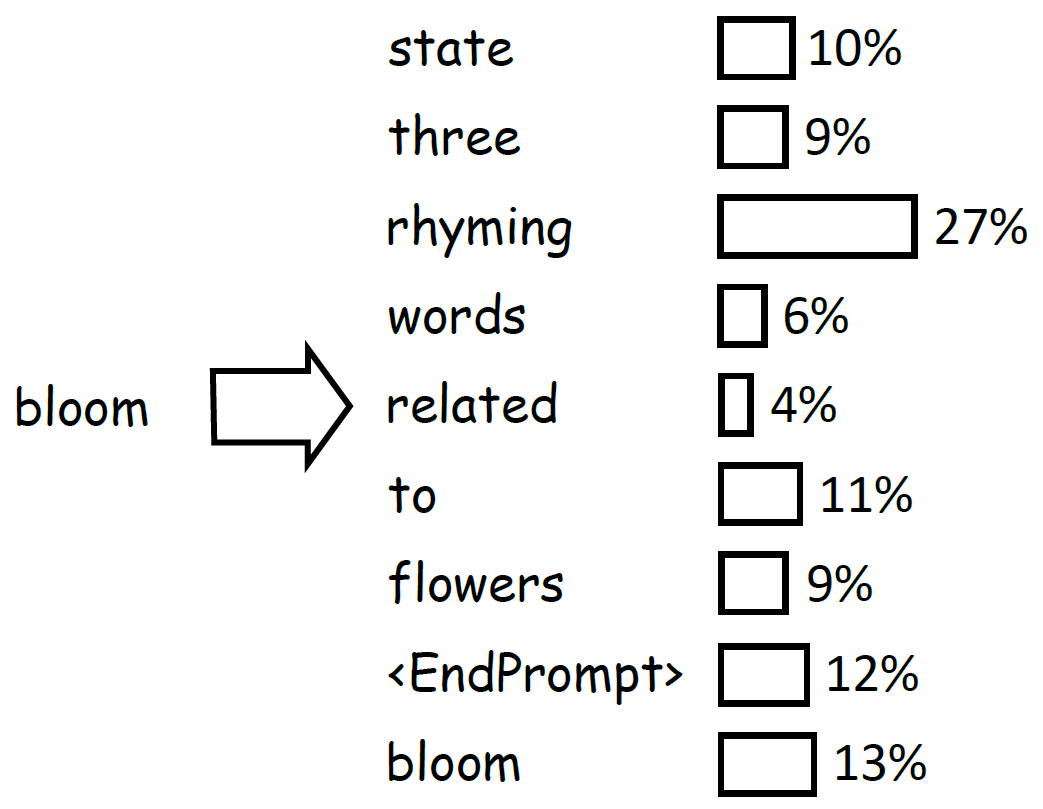 state 10%
three 9%
rhyming 27%
words 6%
bloom related 4%
to 11%
flowers 9%
<EndPrompt> 12%
bloom 13%